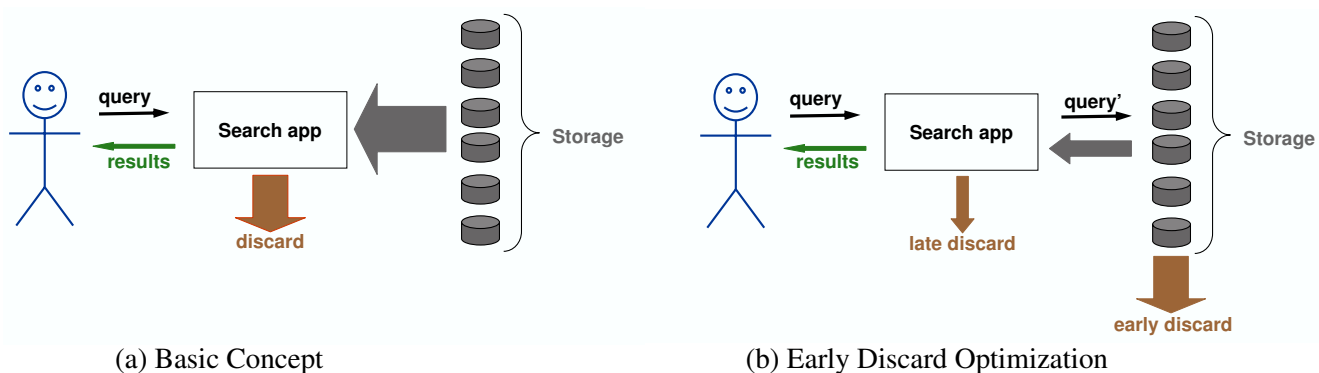 query
results
Search app
discard
Storage
(a) Basic Concept
query
results
Search app
query’
late discard
Storage
early discard
(b) Early Discard Optimization